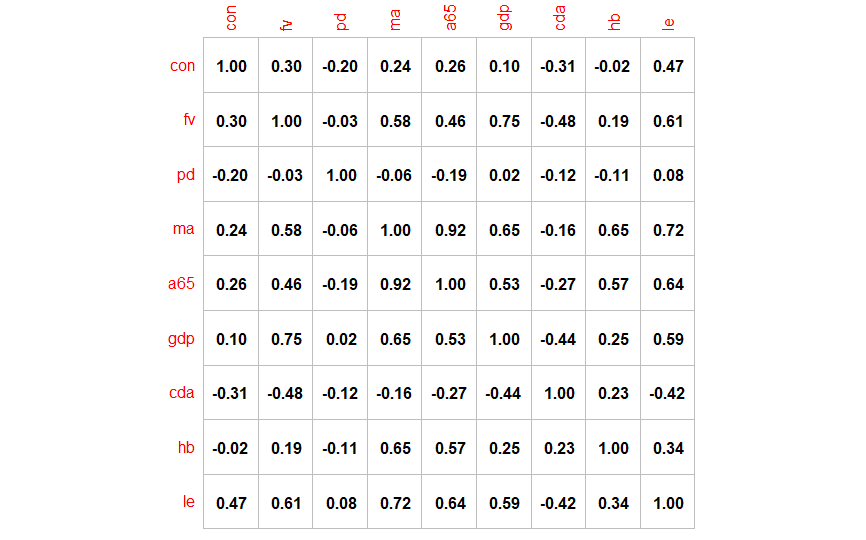 con fv pd ma a65 gdp cda hb le
con 1.00 0.30 -0.20 0.24 0.26 0.10 -0.31 -0.02 0.47
fv 0.30 1.00 -0.03 0.58 0.46 0.75 -0.48 0.19 0.61
pd -0.20 -0.03 1.00 -0.06 -0.19 0.02 -0.12 -0.11 0.08
ma 0.24 0.58 -0.06 1.00 0.92 0.65 -0.16 0.65 0.72
a65 0.26 0.46 -0.19 0.92 1.00 0.53 -0.27 0.57 0.64
gdp 0.10 0.75 0.02 0.65 0.53 1.00 -0.44 0.25 0.59
cda -0.31 -0.48 -0.12 -0.16 -0.27 -0.44 1.00 0.23 -0.42
hb -0.02 0.19 -0.11 0.65 0.57 0.25 0.23 1.00 0.34
le 0.47 0.61 0.08 0.72 0.64 0.59 -0.42 0.34 1.00